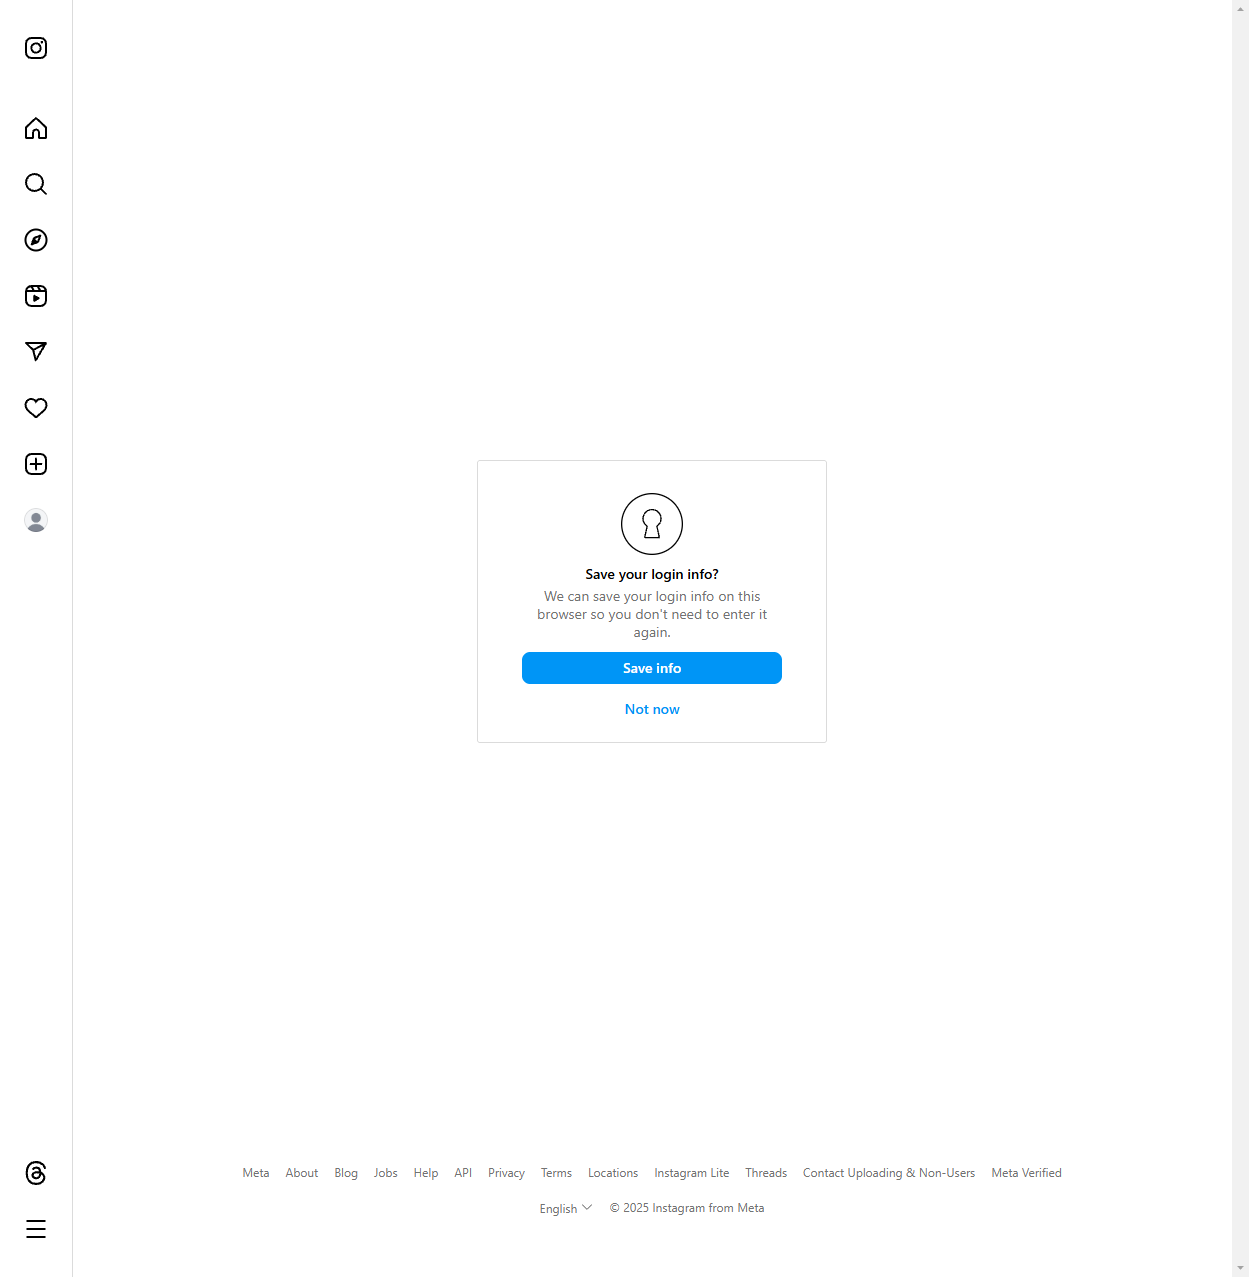 Save your login info?
We can save your login info on this
browser so you don't need to enter it
again.
Save info
Not now
Meta About Blog Jobs Help API Privacy Terms Locations Instagram Lite Threads Contact Uploading & Non-Users Meta Verified
English © 2025 Instagram from Meta